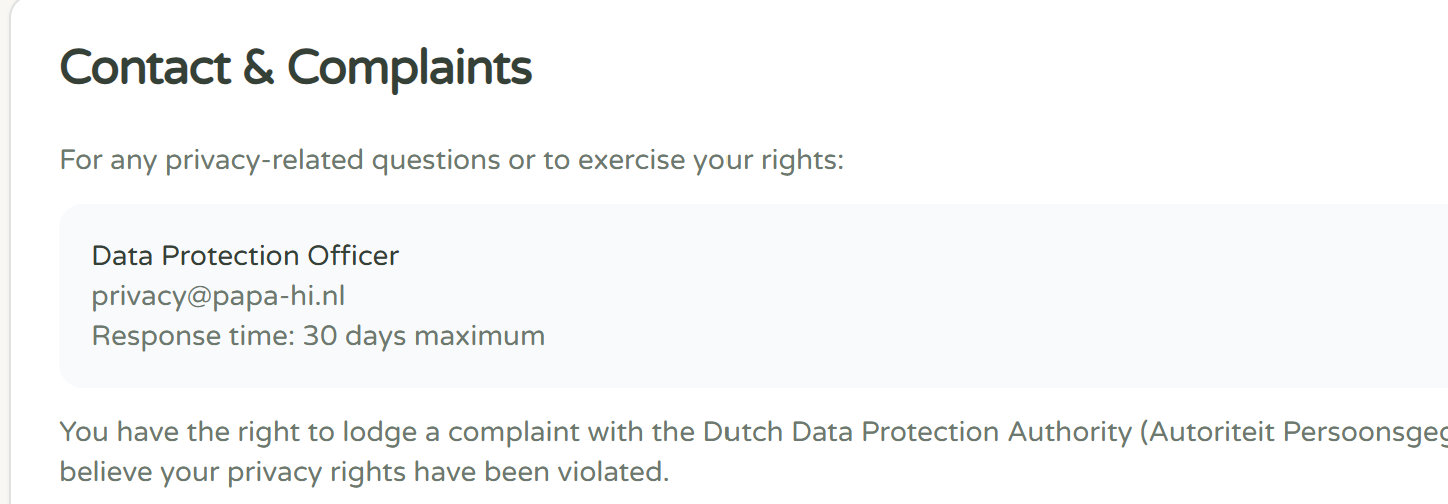 Contact & Complaints
For any privacy-related questions or to exercise your rights:
Data Protection Officer
privacy@papa-hi.nl
Response time: 30 days maximum
You have the right to lodge a complaint with the Dutch Data Protection Authority (Autoriteit
believe your privacy rights have been violated.